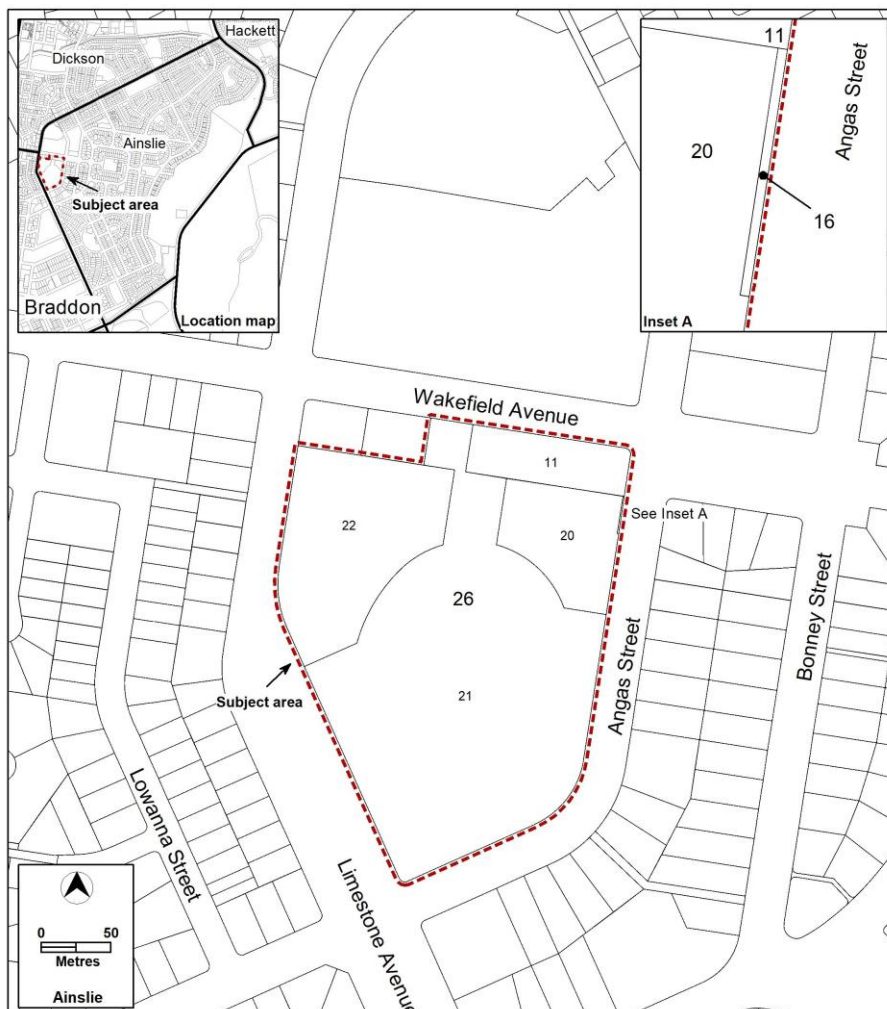 Hackett
Dickson
Ainslie
Subject area
Braddon
Location map
11
Angas Street
20
16
Inset A
Wakefield Avenue
11
See Inset A
22
20
26
Bonney Street
Angas Street
Subject area
21
Lowanna Street
Limestone Avenue
0 50
Metres
Ainslie